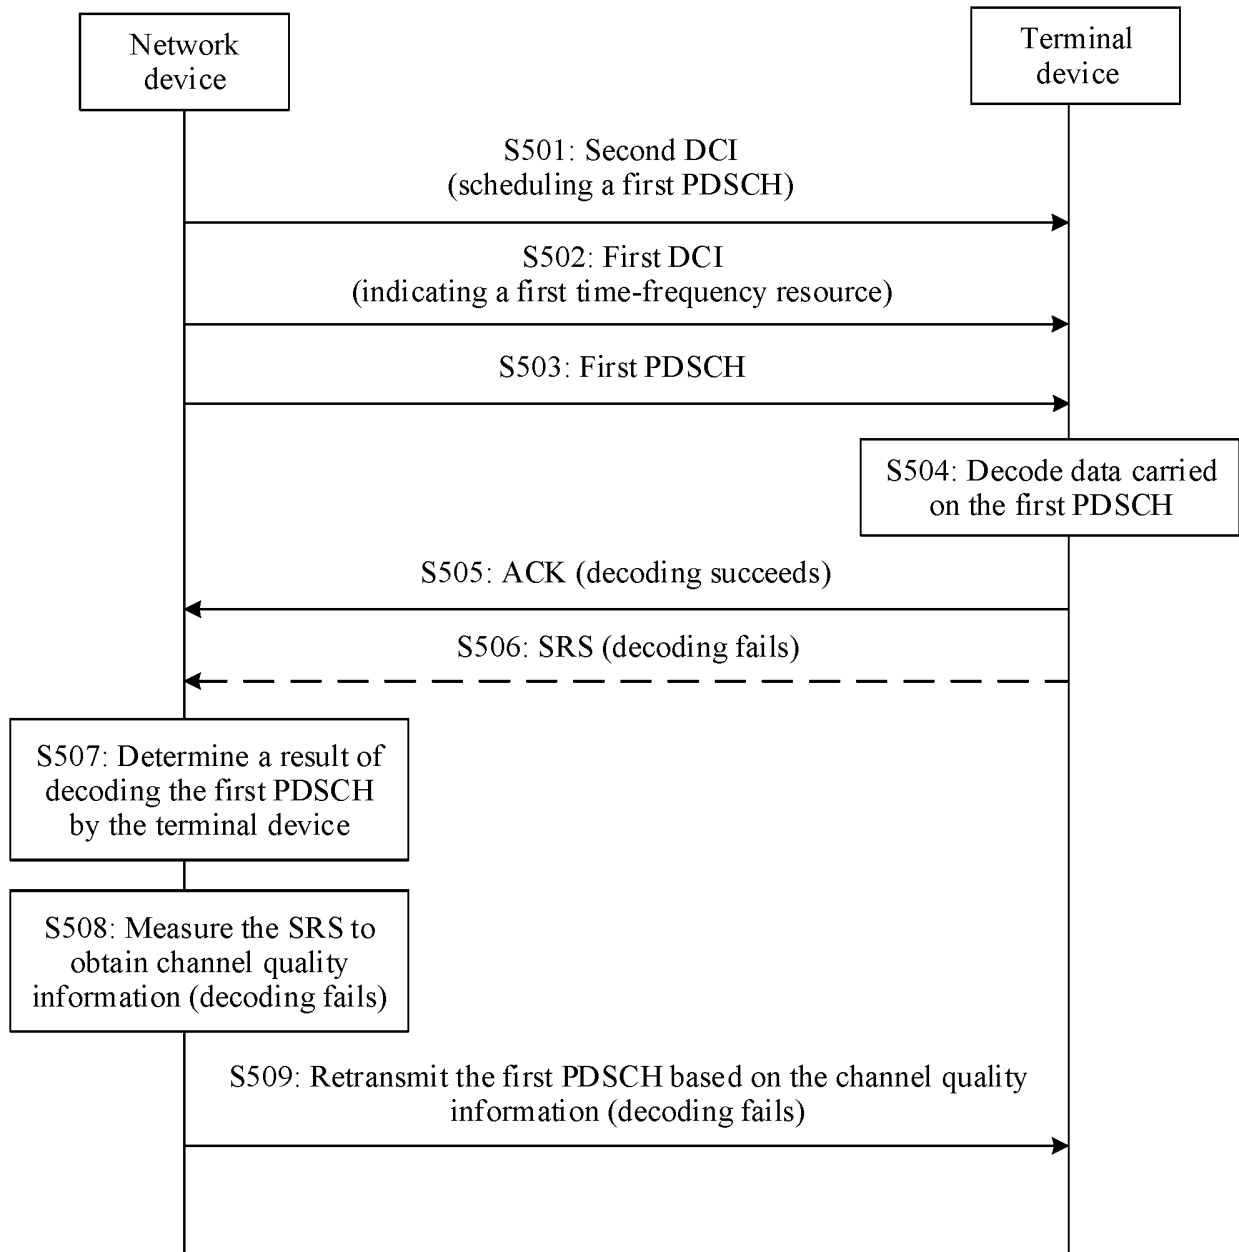 Network
device
Terminal
device
S501: Second DCI
(scheduling a first PDSCH)
S502: First DCI
(indicating a first time-frequency resource)
S503: First PDSCH
S504: Decode data carried
on the first PDSCH
S505: ACK (decoding succeeds)
S506: SRS (decoding fails)
S507: Determine a result of
decoding the first PDSCH
by the terminal device
S508: Measure the SRS to
obtain channel quality
information (decoding fails)
S509: Retransmit the first PDSCH based on the channel quality
information (decoding fails)